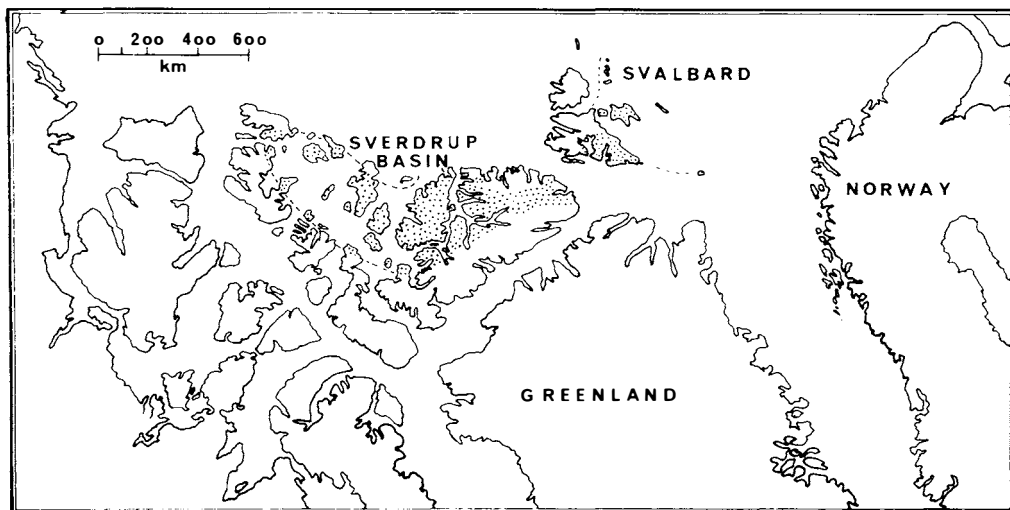 0 200 400 600
km
SVALBARD
SVERDRUP
BASIN
NORWAY
GREENLAND